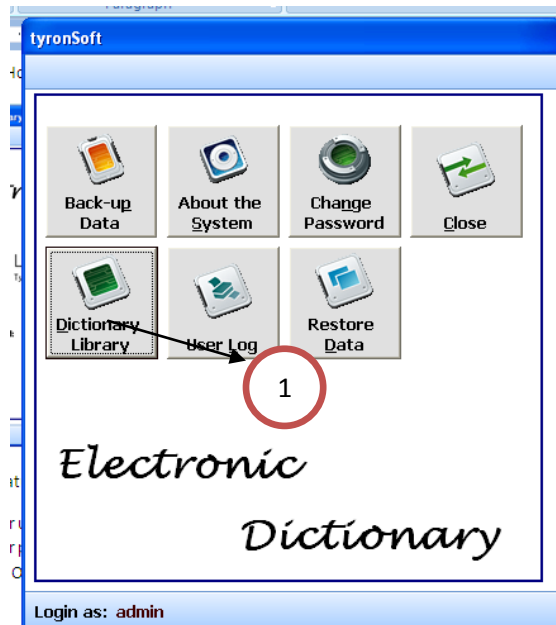 Paragraph
tyronSoft
Back-up
Data
About the
System
Change
Password
Close
Dictionary
Library
User Log
Restore
Data
1
Electronic
Dictionary
Login as: admin